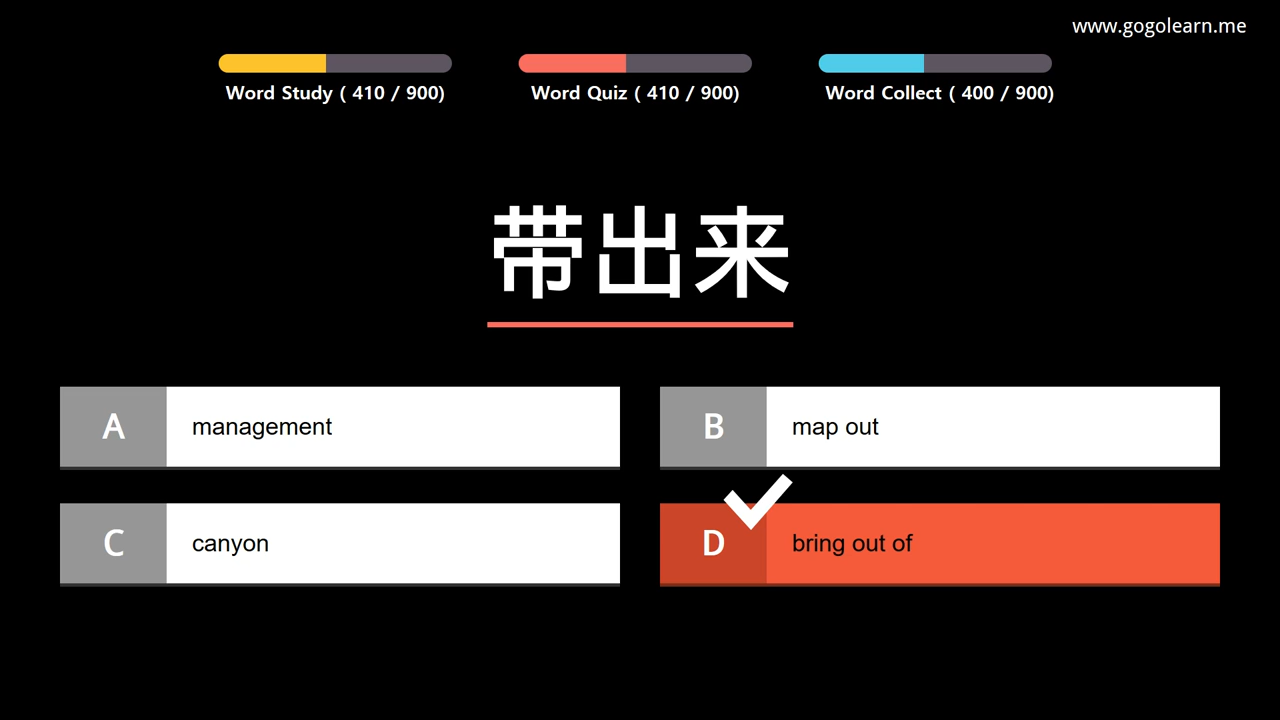 www.gogolearn.me
Word Study ( 410 / 900)
Word Quiz ( 410 / 900)
Word Collect ( 400 / 900)
带出来
A management
B map out
C canyon
D bring out of